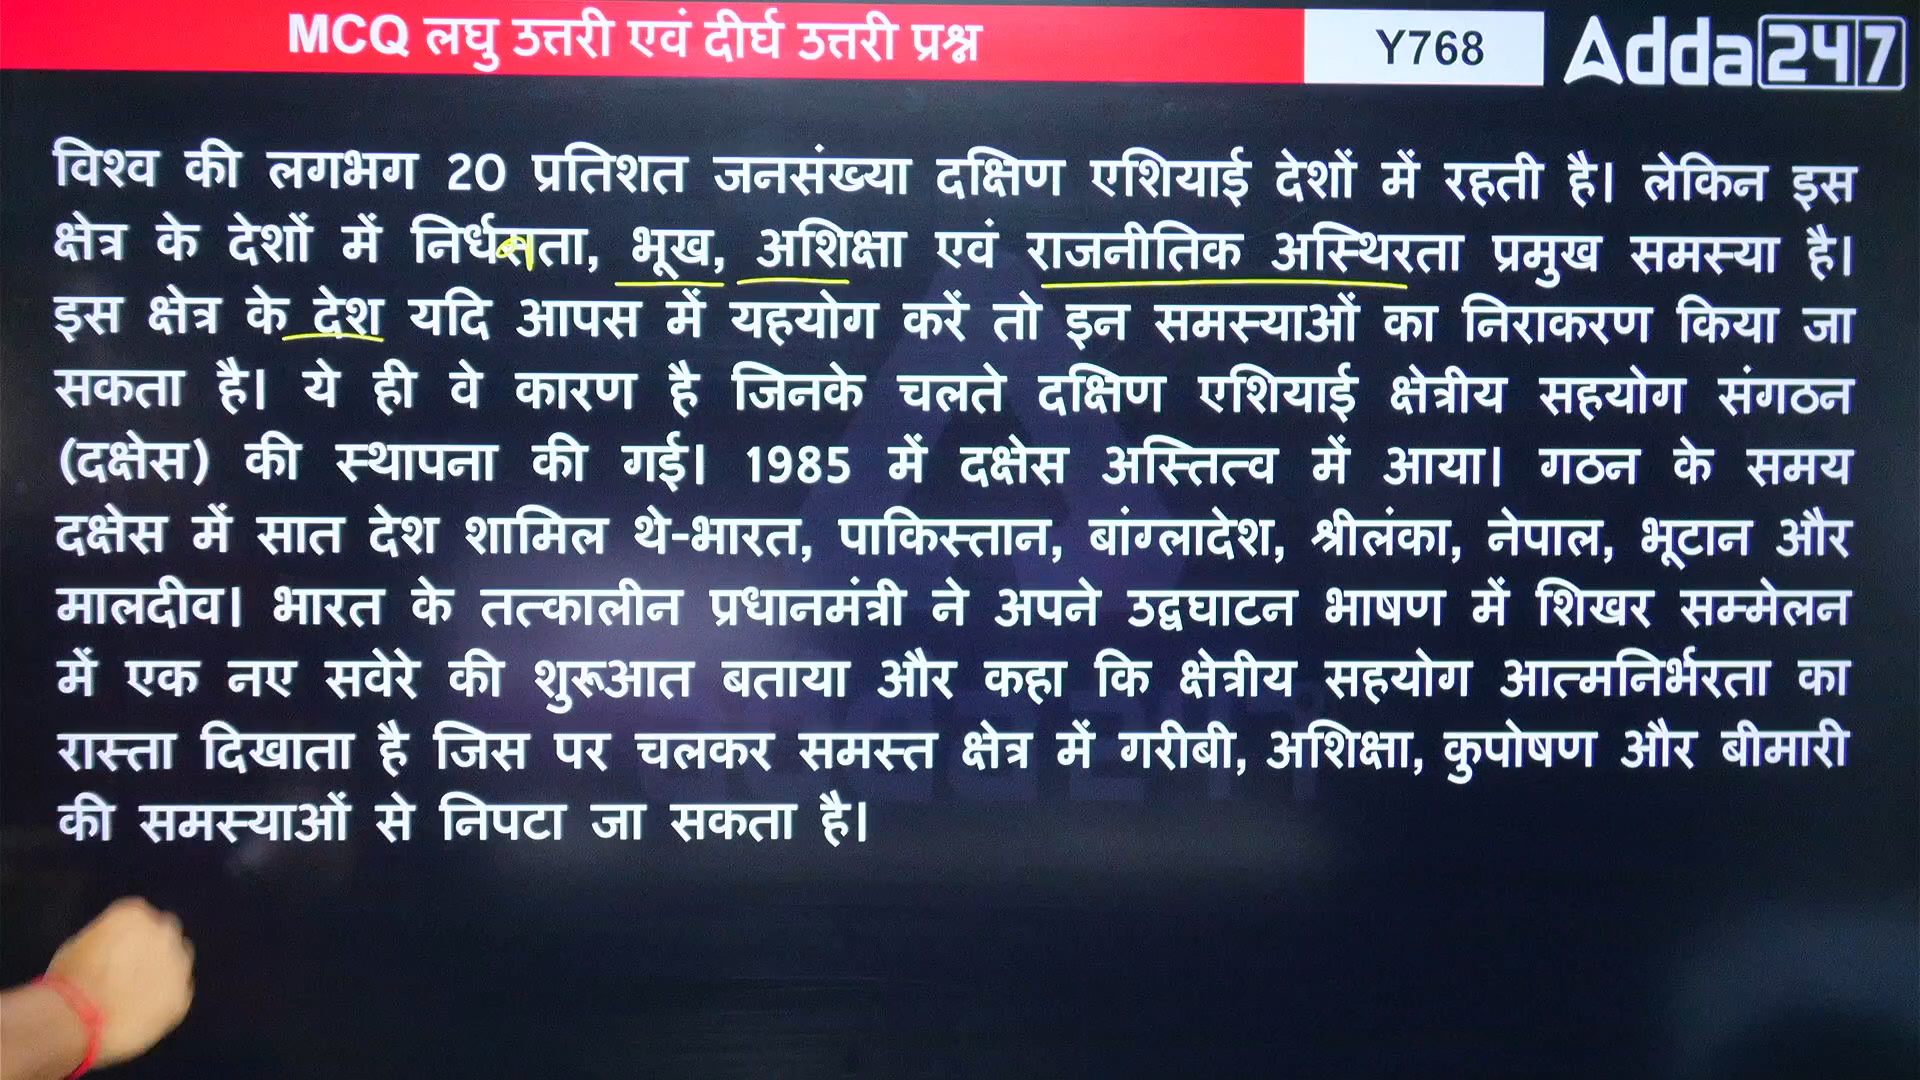 MCQ लघु उत्तरी एवं दीर्घ उत्तरी प्रश्न
Y768
Adda247
विश्व की लगभग 20 प्रतिशत जनसंख्या दक्षिण एशियाई देशों में रहती है। लेकिन इस
क्षेत्र के देशों में निर्धनता, भूख, अशिक्षा एवं राजनीतिक अस्थिरता प्रमुख समस्या है।
इस क्षेत्र के देश यदि आपस में यहयोग करें तो इन समस्याओं का निराकरण किया जा
सकता है। ये ही वे कारण है जिनके चलते दक्षिण एशियाई क्षेत्रीय सहयोग संगठन
(दक्षेस) की स्थापना की गई। 1985 में दक्षेस अस्तित्व में आया। गठन के समय
दक्षेस में सात देश शामिल थे-भारत, पाकिस्तान, बांग्लादेश, श्रीलंका, नेपाल, भूटान और
मालदीव। भारत के तत्कालीन प्रधानमंत्री ने अपने उद्वघाटन भाषण में शिखर सम्मेलन
में एक नए सवेरे की शुरूआत बताया और कहा कि क्षेत्रीय सहयोग आत्मनिर्भरता का
रास्ता दिखाता है जिस पर चलकर समस्त क्षेत्र में गरीबी, अशिक्षा, कुपोषण और बीमारी
की समस्याओं से निपटा जा सकता है।